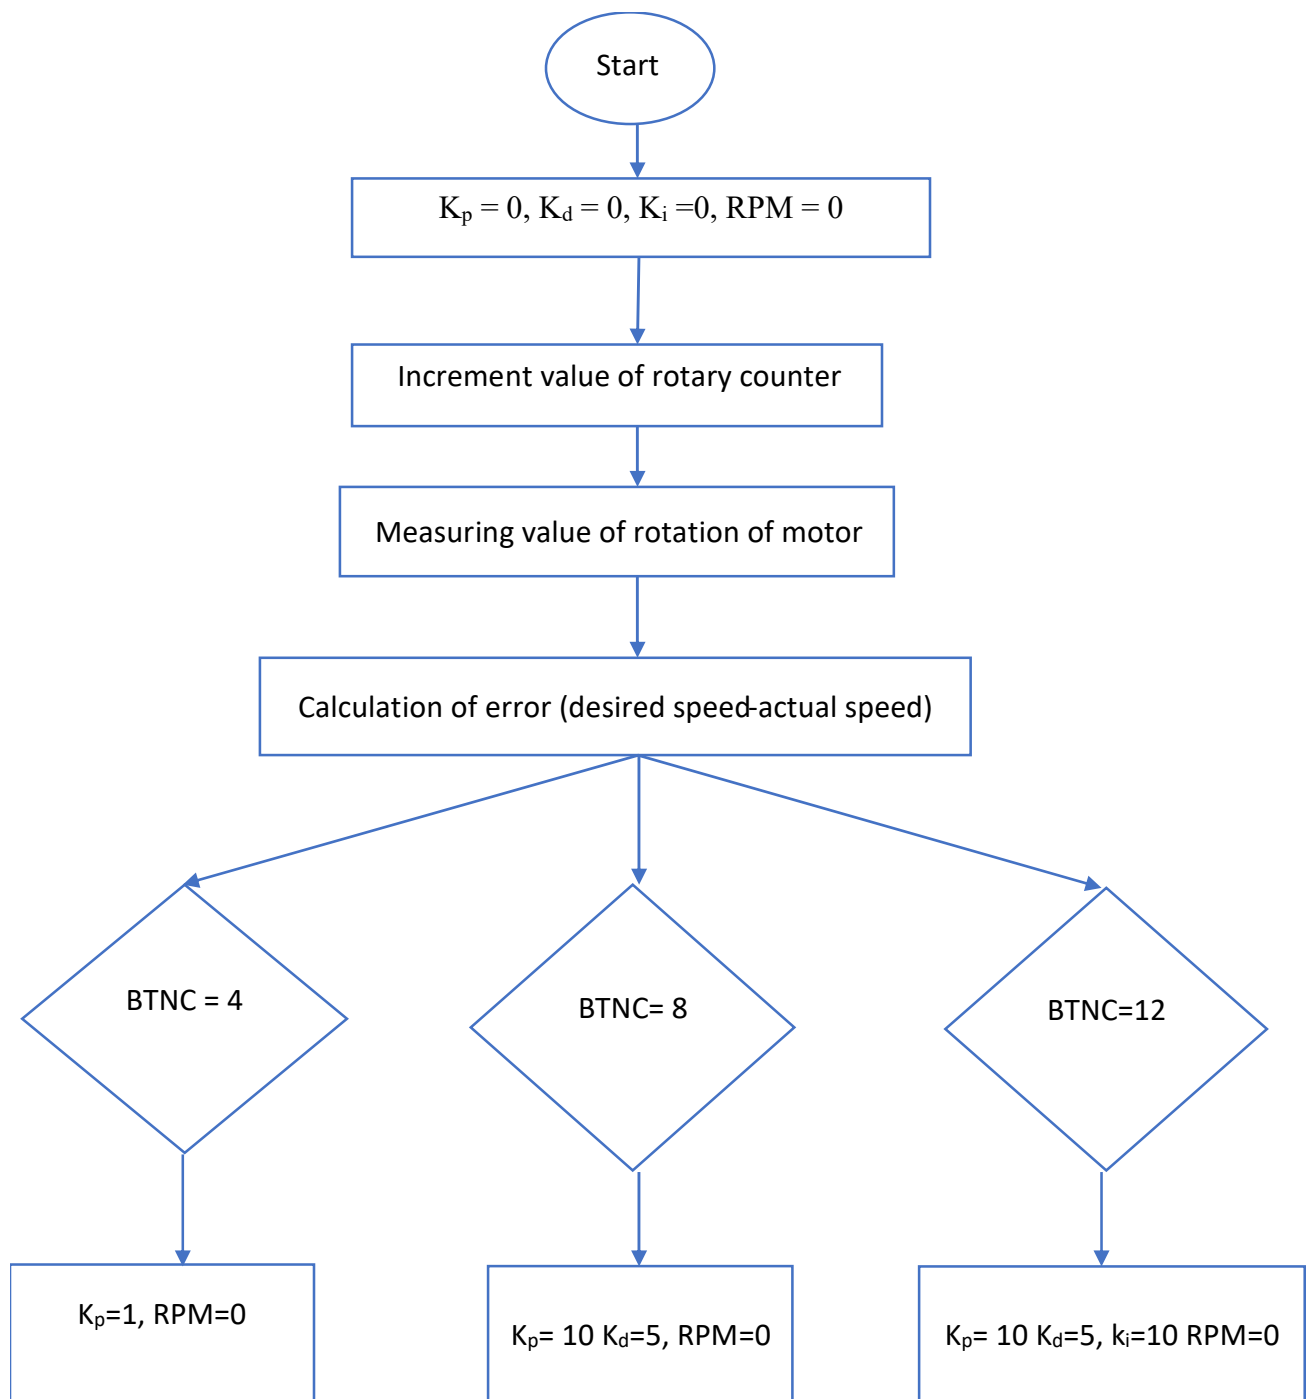 Start
Kp = 0, Kd = 0, Ki =0, RPM = 0
Increment value of rotary counter
Measuring value of rotation of motor
Calculation of error (desired speed-actual speed)
BTNC = 4
BTNC= 8
BTNC=12
Kp=1, RPM=0
Kp= 10 Kd=5, RPM=0
Kp= 10 Kd=5, ki=10 RPM=0